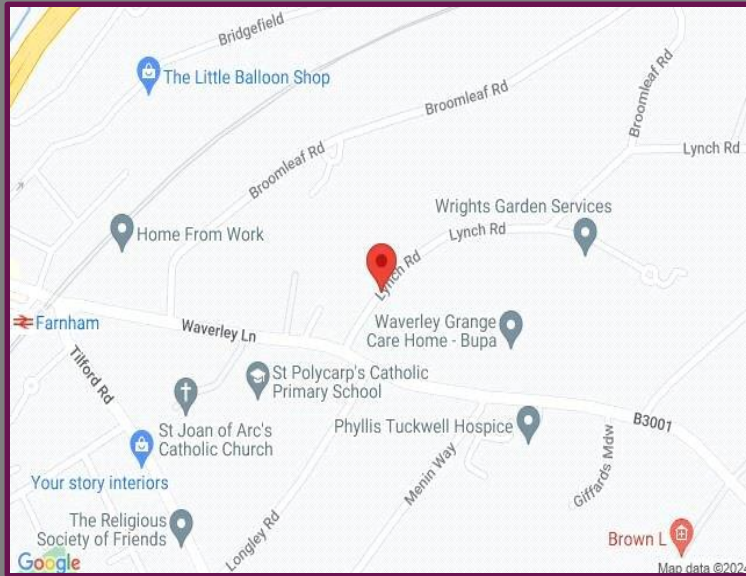 Bridgefield
The Little Balloon Shop
Broomleaf Rd
Broomleaf Rd
Lynch Rd
Broomleaf Rd
Wrights Garden Services
Home From Work
Lynch Rd
Lynch Rd
Farnham
Waverley Ln
Waverley Grange
Care Home - Bupa
Tilford Rd
St Polycarp's Catholic
Primary School
St Joan of Arc's
Catholic Church
Phyllis Tuckwell Hospice
B3001
Your story interiors
Menin Way
Giffards Mdw
The Religious
Society of Friends
Longley Rd
Brown L
Google
Map data ©2024